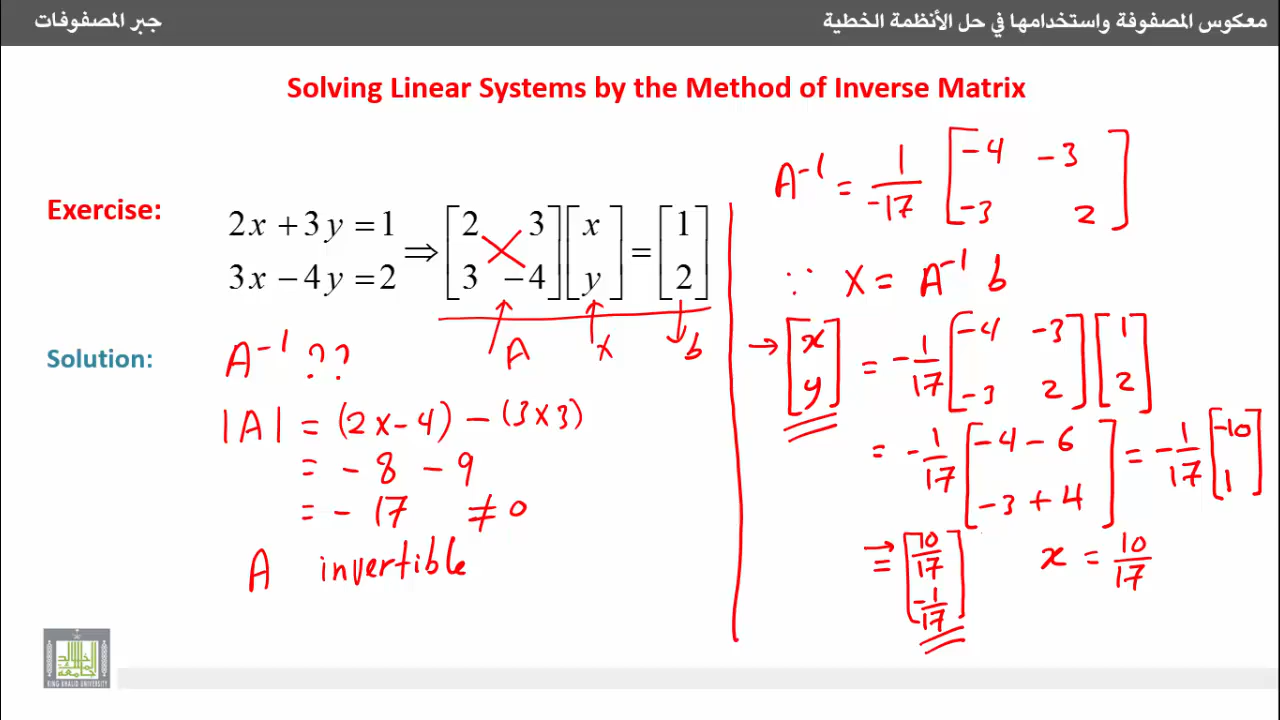 معكوس المصفوفة واستخدامها في حل الأنظمة الخطية
جبر المصفوفات
Solving Linear Systems by the Method of Inverse Matrix
Exercise:
2x + 3y = 1
3x − 4y = 2
⇒ [2 3; 3 −4] [x; y] = [1; 2]
A x b
Solution:
A⁻¹ ??
|A| = (2x-4) − (3x3)
= − 8 − 9
= − 17 ≠ 0
A invertible
A⁻¹ = 1/-17 [-4 -3; -3 2]
∵ X = A⁻¹ b
→ [x; y] = -1/17 [-4 -3; -3 2] [1; 2]
= -1/17 [-4 - 6; -3 + 4] = -1/17 [-10; 1]
→ = [10/17; -1/17] x = 10/17
KING KHALID UNIVERSITY